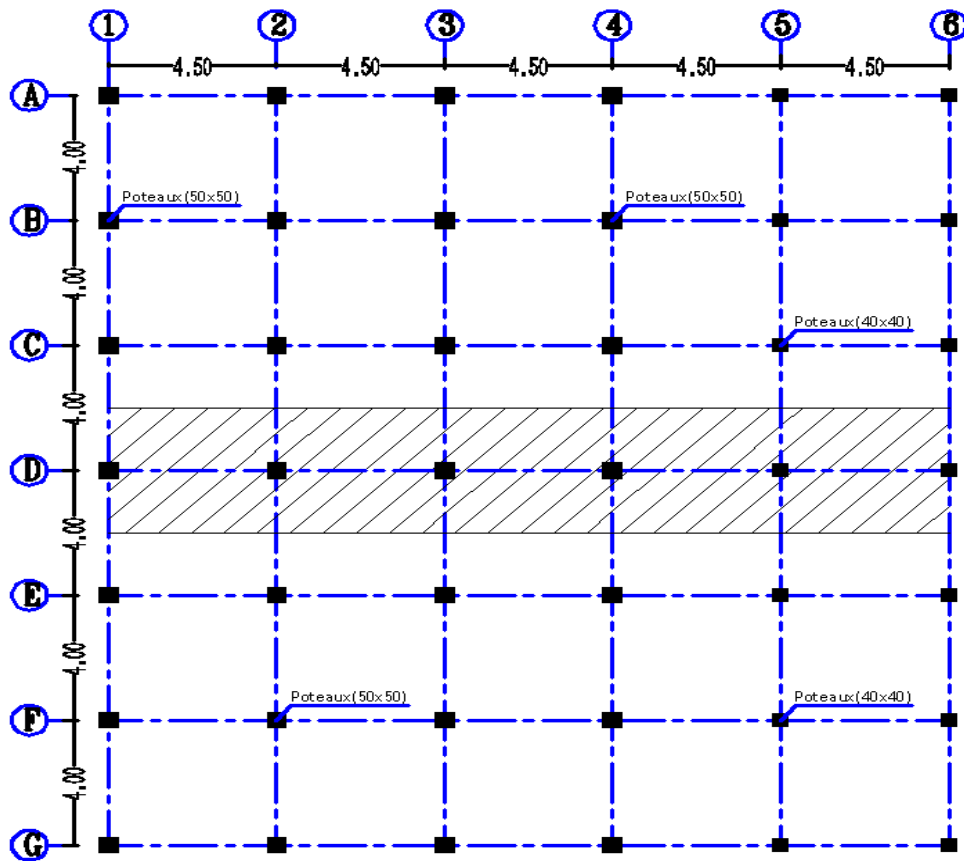 1 2 3 4 5 6
4.50 4.50 4.50 4.50 4.50
A
4.00
Poteaux(50x50) Poteaux(50x50)
B
4.00
Poteaux(40x40)
C
4.00
D
4.00
E
4.00
Poteaux(50x50) Poteaux(40x40)
F
4.00
G